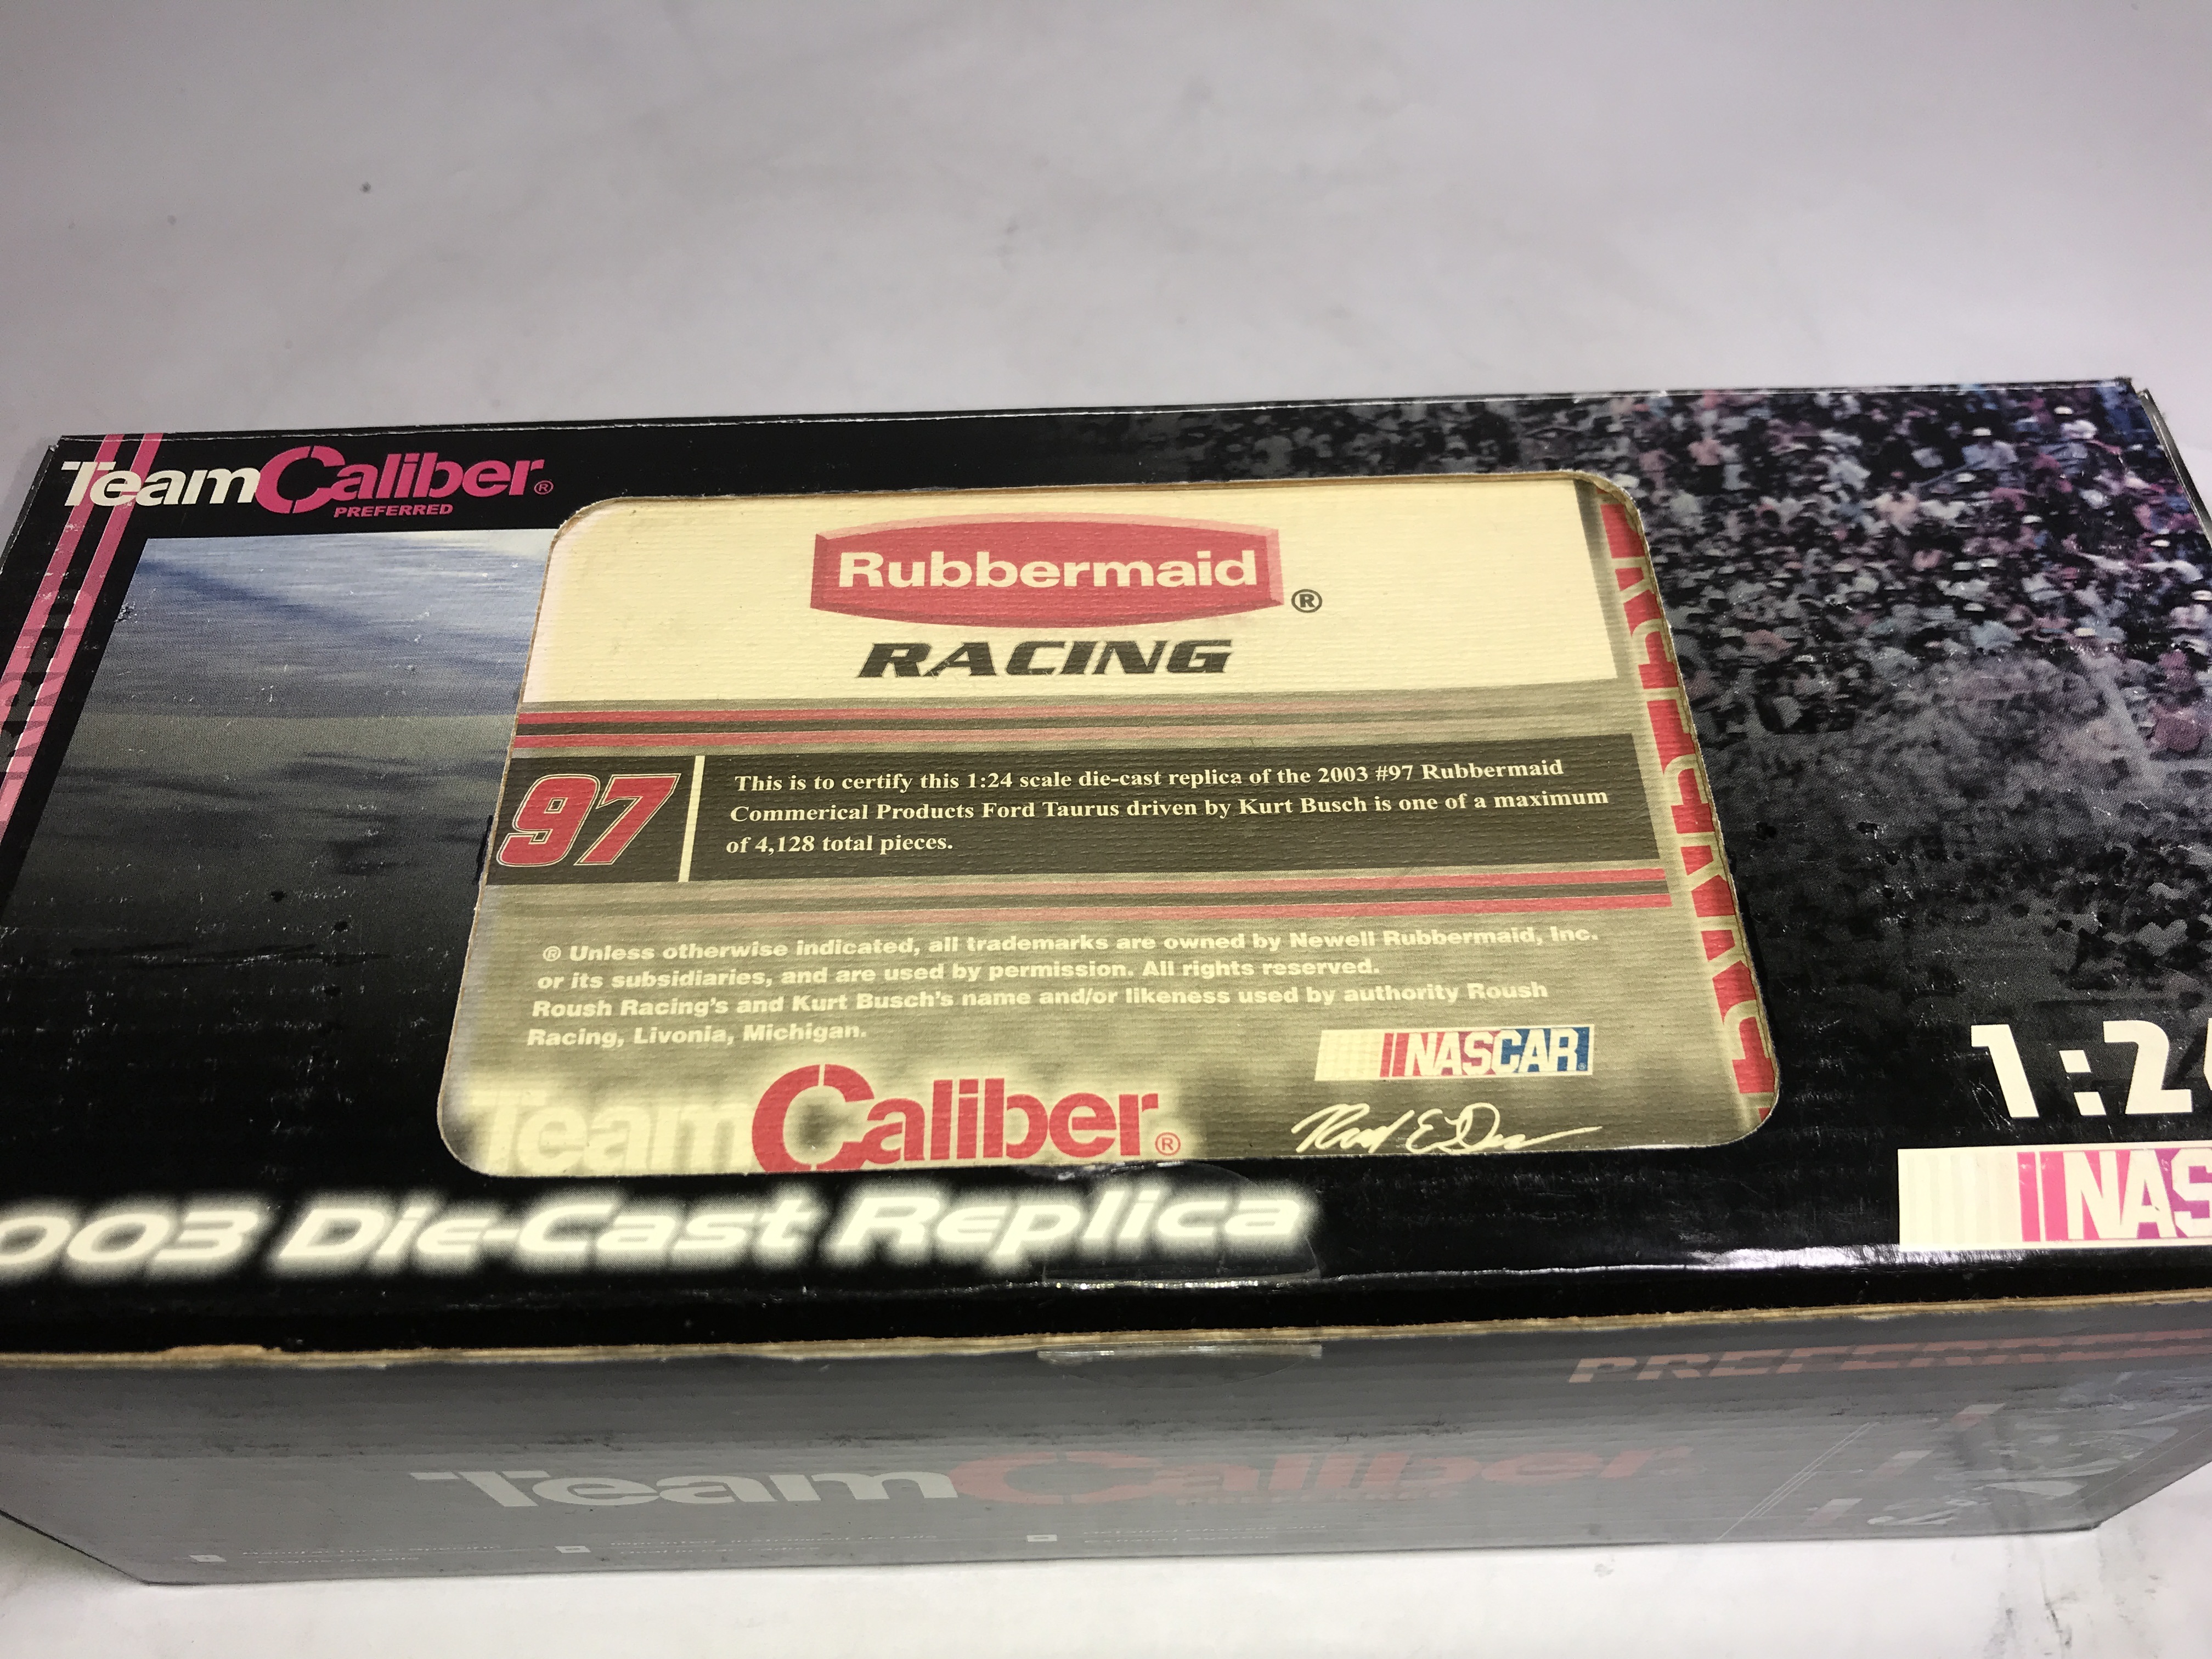 TeamCaliber®
PREFERRED
Rubbermaid®
RACING
97
This is to certify this 1:24 scale die-cast replica of the 2003 #97 Rubbermaid
Commerical Products Ford Taurus driven by Kurt Busch is one of a maximum
of 4,128 total pieces.
® Unless otherwise indicated, all trademarks are owned by Newell Rubbermaid, Inc.
or its subsidiaries, and are used by permission. All rights reserved.
Roush Racing's and Kurt Busch's name and/or likeness used by authority Roush
Racing, Livonia, Michigan.
NASCAR
TeamCaliber®
1:2
NAS
003 Die-Cast Replica
PREFERRED
TeamCaliber